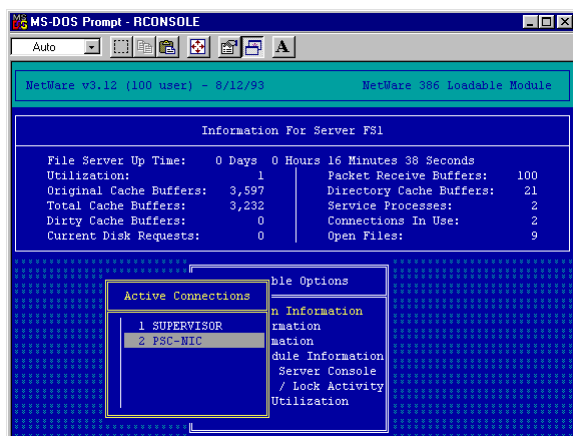 MS-DOS Prompt - RCONSOLE
Auto
A
NetWare v3.12 (100 user) - 8/12/93 NetWare 386 Loadable Module
Information For Server FS1
File Server Up Time: 0 Days 0 Hours 16 Minutes 38 Seconds
Utilization: 1 Packet Receive Buffers: 100
Original Cache Buffers: 3,597 Directory Cache Buffers: 21
Total Cache Buffers: 3,232 Service Processes: 2
Dirty Cache Buffers: 0 Connections In Use: 2
Current Disk Requests: 0 Open Files: 9
ble Options
Active Connections
n Information
1 SUPERVISOR rmation
2 PSC-NIC mation
dule Information
Server Console
/ Lock Activity
Utilization